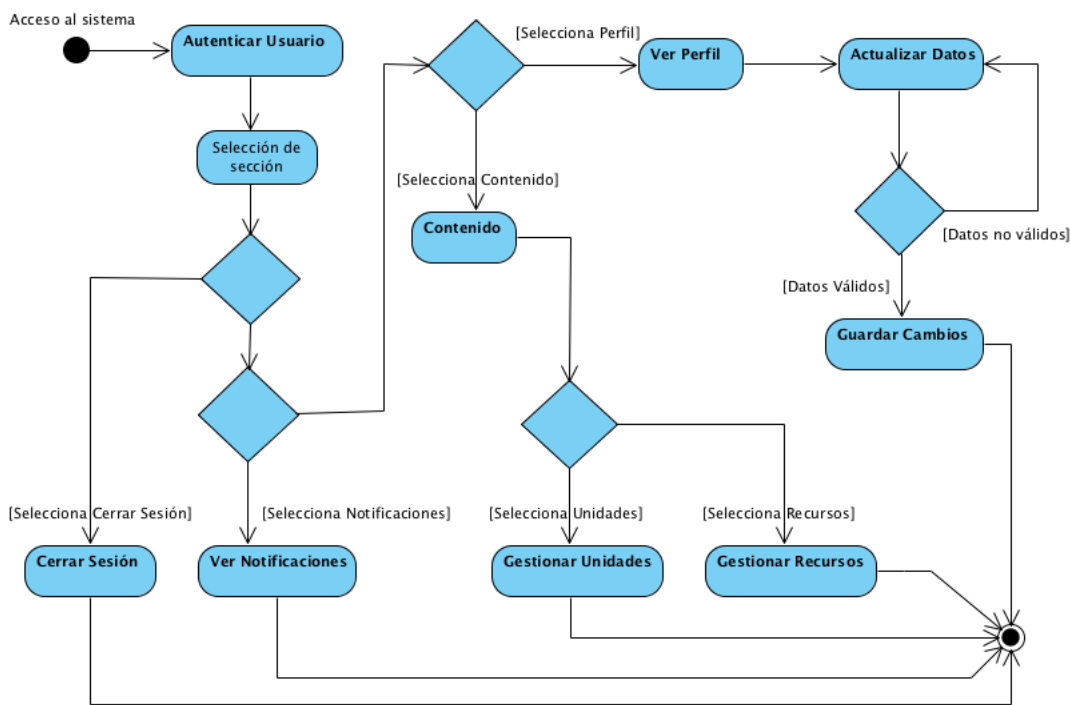 Acceso al sistema
Autenticar Usuario
[Selecciona Perfil]
Ver Perfil
Actualizar Datos
Selección de
sección
[Selecciona Contenido]
Contenido
[Datos no válidos]
[Datos Válidos]
Guardar Cambios
[Selecciona Cerrar Sesión]
[Selecciona Notificaciones]
[Selecciona Unidades]
[Selecciona Recursos]
Cerrar Sesión
Ver Notificaciones
Gestionar Unidades
Gestionar Recursos